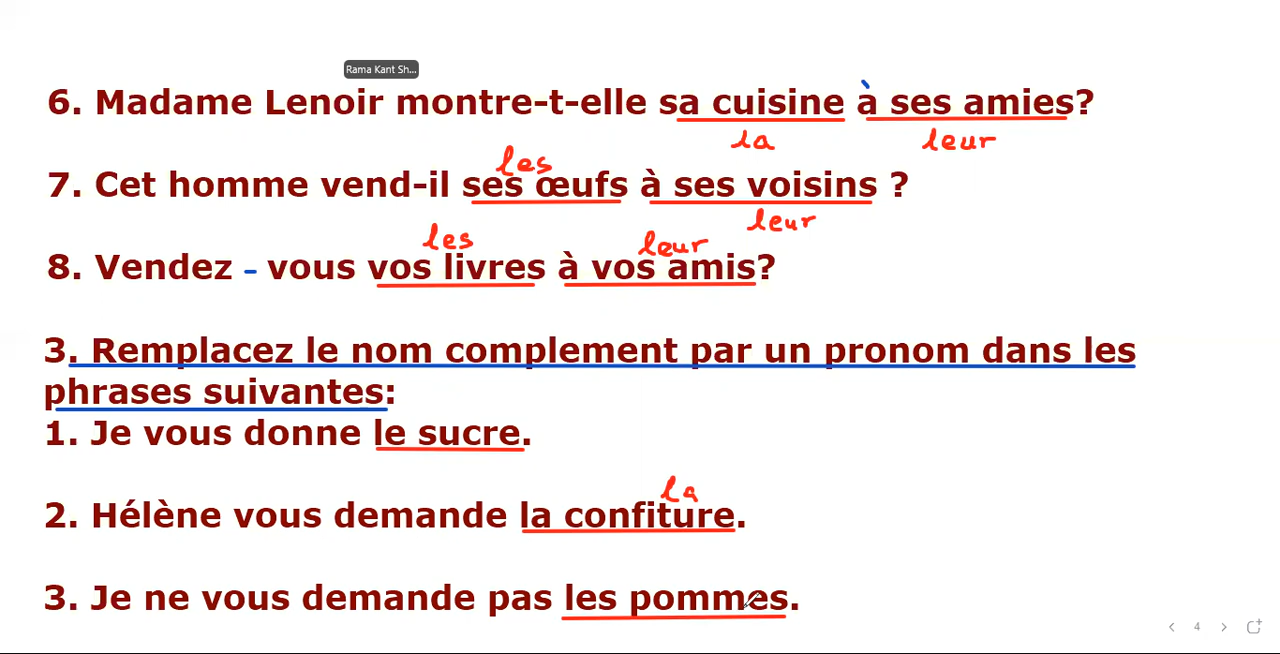 Rama Kant Sh...
6. Madame Lenoir montre-t-elle sa cuisine à ses amies?
la leur
les
7. Cet homme vend-il ses œufs à ses voisins ?
leur
les leur
8. Vendez - vous vos livres à vos amis?
3. Remplacez le nom complement par un pronom dans les
phrases suivantes:
1. Je vous donne le sucre.
la
2. Hélène vous demande la confiture.
3. Je ne vous demande pas les pommes.
4